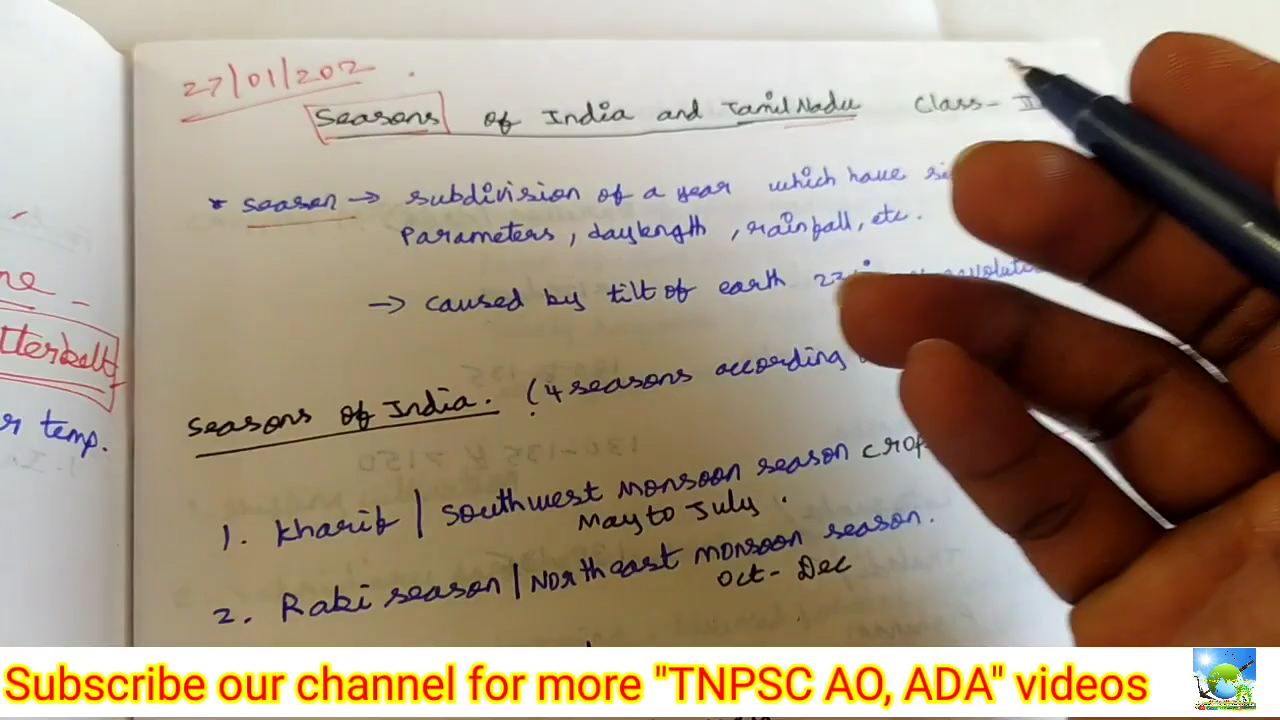 27/01/202
Seasons of India and Tamil Nadu Class-
* Season → subdivision of a year which have
parameters, daylength, rainfall, etc.
→ caused by tilt of earth
Seasons of India. (4 seasons according
1. Kharif | Southwest monsoon season crop
May to July.
2. Rabi season | Northeast monsoon season.
Oct - Dec
ne -
tterbelt
r temp.
Subscribe our channel for more "TNPSC AO, ADA" videos